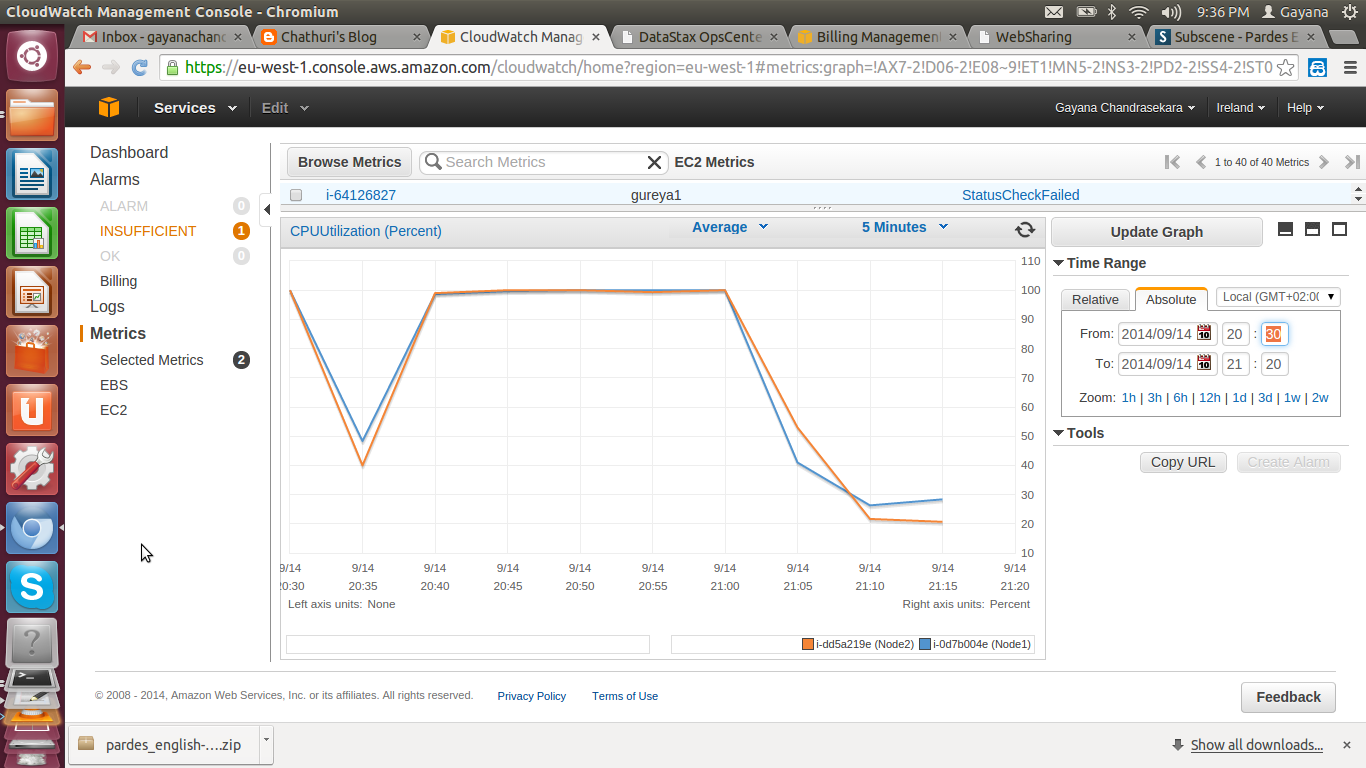 CloudWatch Management Console - Chromium
9:36 PM Gayana
Inbox - gayanachand
Chathuri's Blog
CloudWatch Manag
DataStax OpsCente
Billing Management
WebSharing
Subscene - Pardes E
https://eu-west-1.console.aws.amazon.com/cloudwatch/home?region=eu-west-1#metrics:graph=!AX7-2!D06-2!E08~9!ET1!MN5-2!NS3-2!PD2-2!SS4-2!ST0
Services Edit Gayana Chandrasekara Ireland Help
Dashboard
Alarms
ALARM 0
INSUFFICIENT 1
OK 0
Billing
Logs
Metrics
Selected Metrics 2
EBS
EC2
Browse Metrics Search Metrics EC2 Metrics 1 to 40 of 40 Metrics
i-64126827 gureya1 StatusCheckFailed
CPUUtilization (Percent) Average 5 Minutes
110
100
90
80
70
60
50
40
30
20
10
9/14 9/14 9/14 9/14 9/14 9/14 9/14 9/14 9/14 9/14 9/14
20:30 20:35 20:40 20:45 20:50 20:55 21:00 21:05 21:10 21:15 21:20
Left axis units: None Right axis units: Percent
i-dd5a219e (Node2) i-0d7b004e (Node1)
Update Graph
Time Range
Relative Absolute Local (GMT+02:00
From: 2014/09/14 10 20 : 30
To: 2014/09/14 10 21 : 20
Zoom: 1h | 3h | 6h | 12h | 1d | 3d | 1w | 2w
Tools
Copy URL Create Alarm
© 2008 - 2014, Amazon Web Services, Inc. or its affiliates. All rights reserved. Privacy Policy Terms of Use
Feedback
pardes_english-....zip
Show all downloads...